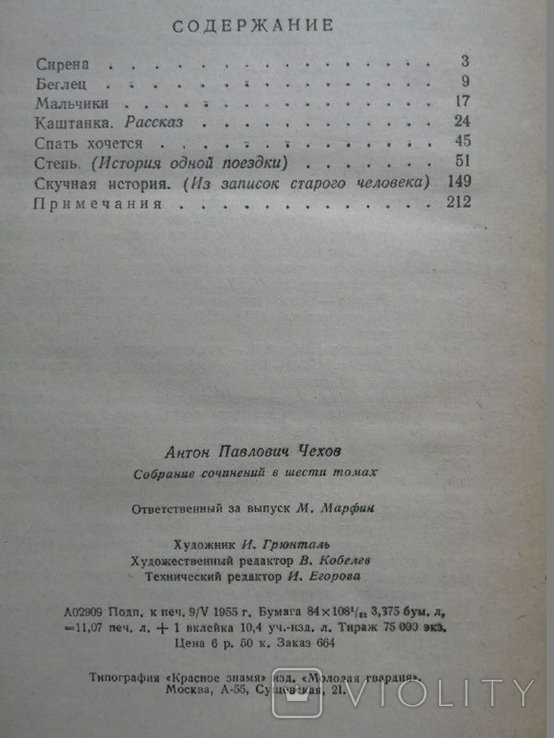 СОДЕРЖАНИЕ
Сирена . . . . . . . . . . . . . . . . . . 3
Беглец . . . . . . . . . . . . . . . . . . 9
Мальчики . . . . . . . . . . . . . . . . 17
Каштанка. Рассказ . . . . . . . . . . . . 24
Спать хочется . . . . . . . . . . . . . . 45
Степь. (История одной поездки) . . . . . . . 51
Скучная история. (Из записок старого человека) 149
Примечания . . . . . . . . . . . . . 212
Антон Павлович Чехов
Собрание сочинений в шести томах
Ответственный за выпуск М. Марфин
Художник И. Грюнталь
Художественный редактор В. Кобелев
Технический редактор И. Егорова
А02909 Подп. к печ. 9/V 1955 г. Бумага 84×108¹/₃₂ 3,375 бум. л.
=11,07 печ. л. + 1 вклейка 10,4 уч.-изд. л. Тираж 75 000 экз.
Цена 6 р. 50 к. Заказ 664
Типография «Красное знамя» изд. «Молодая гвардия».
Москва, А-55, Сущевская, 21.
VIOLITY